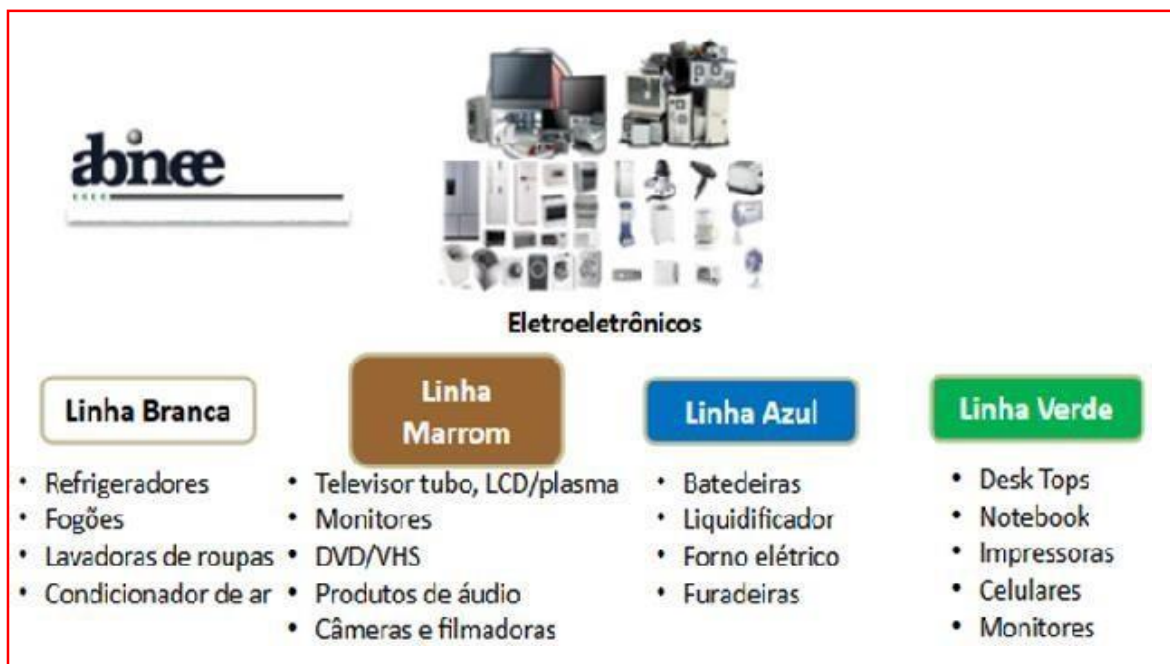 abinee
Eletroeletrônicos
Linha Branca
• Refrigeradores
• Fogões
• Lavadoras de roupas
• Condicionador de ar
Linha
Marrom
• Televisor tubo, LCD/plasma
• Monitores
• DVD/VHS
• Produtos de áudio
• Câmeras e filmadoras
Linha Azul
• Batedeiras
• Liquidificador
• Forno elétrico
• Furadeiras
Linha Verde
• Desk Tops
• Notebook
• Impressoras
• Celulares
• Monitores